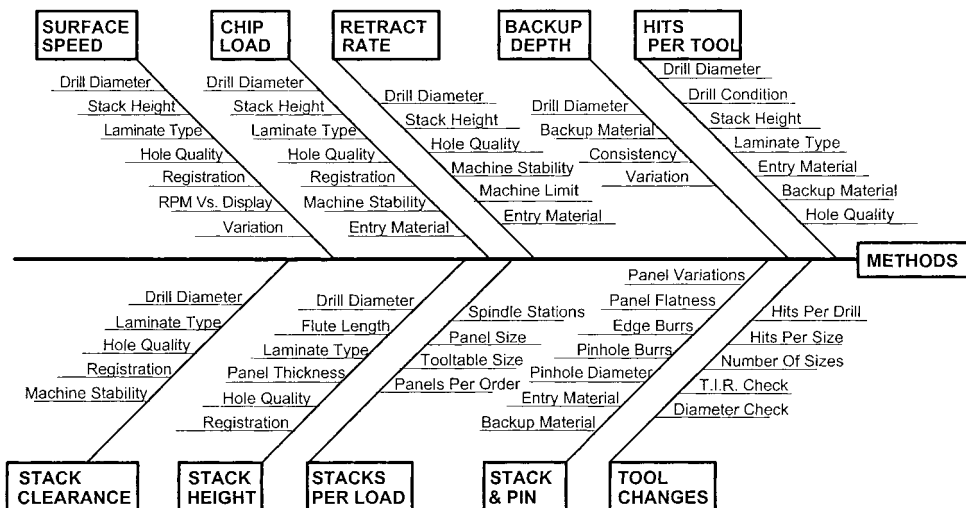 SURFACE
SPEED
Drill Diameter
Stack Height
Laminate Type
Hole Quality
Registration
RPM Vs. Display
Variation
CHIP
LOAD
Drill Diameter
Stack Height
Laminate Type
Hole Quality
Registration
Machine Stability
Entry Material
RETRACT
RATE
Drill Diameter
Stack Height
Hole Quality
Machine Stability
Machine Limit
Entry Material
BACKUP
DEPTH
Drill Diameter
Backup Material
Consistency
Variation
HITS
PER TOOL
Drill Diameter
Drill Condition
Stack Height
Laminate Type
Entry Material
Backup Material
Hole Quality
METHODS
Drill Diameter
Laminate Type
Hole Quality
Registration
Machine Stability
STACK
CLEARANCE
Drill Diameter
Flute Length
Laminate Type
Panel Thickness
Hole Quality
Registration
STACK
HEIGHT
Spindle Stations
Panel Size
Tooltable Size
Panels Per Order
STACKS
PER LOAD
Panel Variations
Panel Flatness
Edge Burrs
Pinhole Burrs
Pinhole Diameter
Entry Material
Backup Material
STACK
& PIN
Hits Per Drill
Hits Per Size
Number Of Sizes
T.I.R. Check
Diameter Check
TOOL
CHANGES